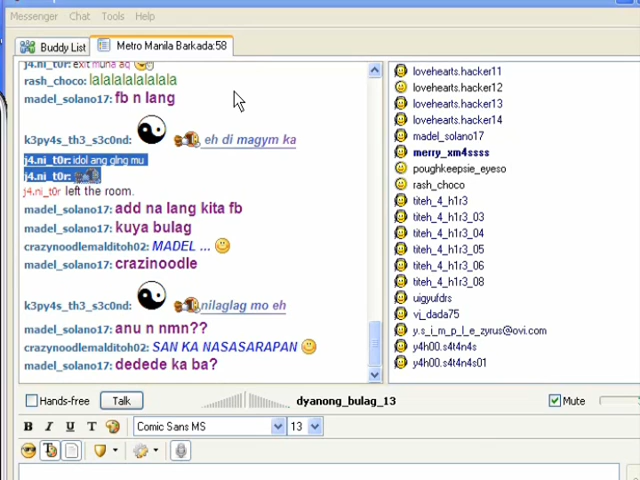 Messenger Chat Tools Help
Buddy List Metro Manila Barkada:58
j4.ni_t0r: exit muna aq
rash_choco: lalalalalalalala
madel_solano17: fb n lang
k3py4s_th3_s3c0nd: eh di magym ka
j4.ni_t0r: idol ang glng mu
j4.ni_t0r:
j4.ni_t0r left the room.
madel_solano17: add na lang kita fb
madel_solano17: kuya bulag
crazynoodlemalditoh02: MADEL ...
madel_solano17: crazinoodle
k3py4s_th3_s3c0nd: nilaglag mo eh
madel_solano17: anu n nmn??
crazynoodlemalditoh02: SAN KA NASASARAPAN
madel_solano17: dedede ka ba?
lovehearts.hacker11
lovehearts.hacker12
lovehearts.hacker13
lovehearts.hacker14
madel_solano17
merry_xm4ssss
poughkeepsie_eyeso
rash_choco
titeh_4_h1r3
titeh_4_h1r3_03
titeh_4_h1r3_04
titeh_4_h1r3_05
titeh_4_h1r3_06
titeh_4_h1r3_08
uigyufdrs
vj_dada75
y.s_i_m_p_l_e_zyrus@ovi.com
y4h00.s4t4n4s
y4h00.s4t4n4s01
Hands-free Talk dyanong_bulag_13 Mute
B I U T Comic Sans MS 13